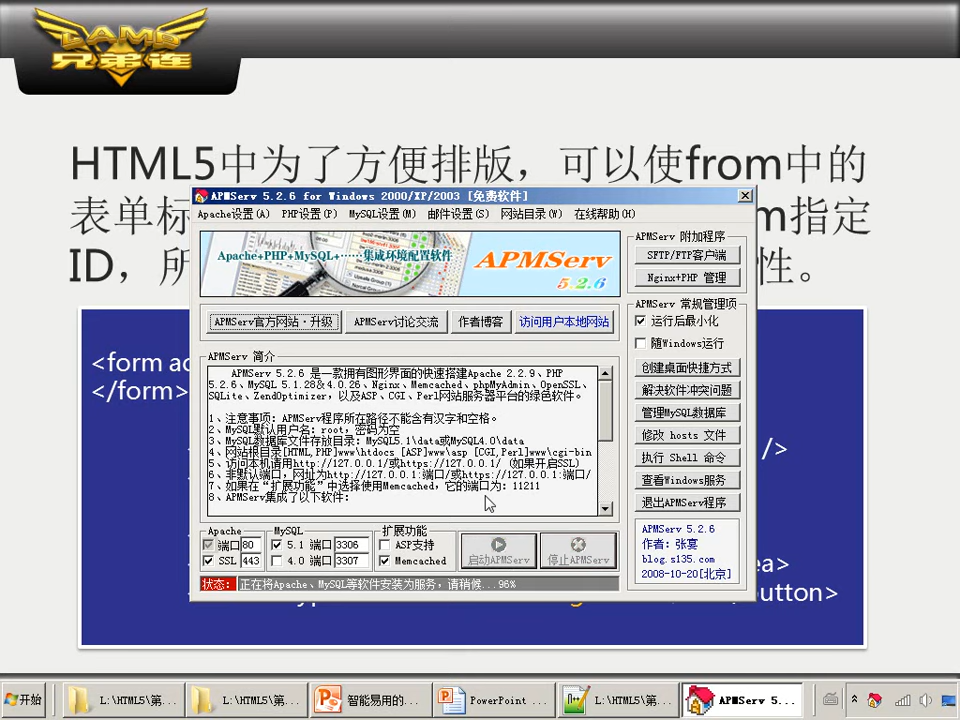 LAMP
兄弟连
HTML5中为了方便排版，可以使from中的
表单标
m指定
ID，所
性。
<form ac
</form>
/>
ea>
button>
APMServ 5.2.6 for Windows 2000/XP/2003 [免费软件]
Apache设置(A) PHP设置(P) MySQL设置(M) 邮件设置(S) 网站目录(W) 在线帮助(H)
Apache+PHP+MySQL+……集成环境配置软件
APMServ
5.2.6
APMServ官方网站·升级 APMServ讨论交流 作者博客 访问用户本地网站
APMServ 简介
APMServ 5.2.6 是一款拥有图形界面的快速搭建Apache 2.2.9、PHP
5.2.6、MySQL 5.1.28&4.0.26、Nginx、Memcached、phpMyAdmin、OpenSSL、
SQLite、ZendOptimizer，以及ASP、CGI、Perl网站服务器平台的绿色软件。
1、注意事项：APMServ程序所在路径不能含有汉字和空格。
2、MySQL默认用户名：root，密码为空
3、MySQL数据库文件存放目录：MySQL5.1\data或MySQL4.0\data
4、网站根目录[HTML,PHP]www\htdocs [ASP]www\asp [CGI,Perl]www\cgi-bin
5、访问本机请用http://127.0.0.1/或https://127.0.0.1/ (如果开启SSL)
6、非默认端口，网址为http://127.0.0.1:端口/或https://127.0.0.1:端口/
7、如果在“扩展功能”中选择使用Memcached，它的端口为：11211
8、APMServ集成了以下软件：
Apache
端口 80
SSL 443
MySQL
5.1 端口 3306
4.0 端口 3307
扩展功能
ASP支持
Memcached
启动APMServ
停止APMServ
状态： 正在将Apache、MySQL等软件安装为服务，请稍候...96%
APMServ 附加程序
SFTP/FTP客户端
Nginx+PHP 管理
APMServ 常规管理项
运行后最小化
随Windows运行
创建桌面快捷方式
解决软件冲突问题
管理MySQL数据库
修改 hosts 文件
执行 Shell 命令
查看Windows服务
退出APMServ程序
APMServ 5.2.6
作者：张宴
blog.s135.com
2008-10-20[北京]
开始
L:\HTML5\第...
L:\HTML5\第...
智能易用的...
PowerPoint ...
L:\HTML5\第...
APMServ 5...